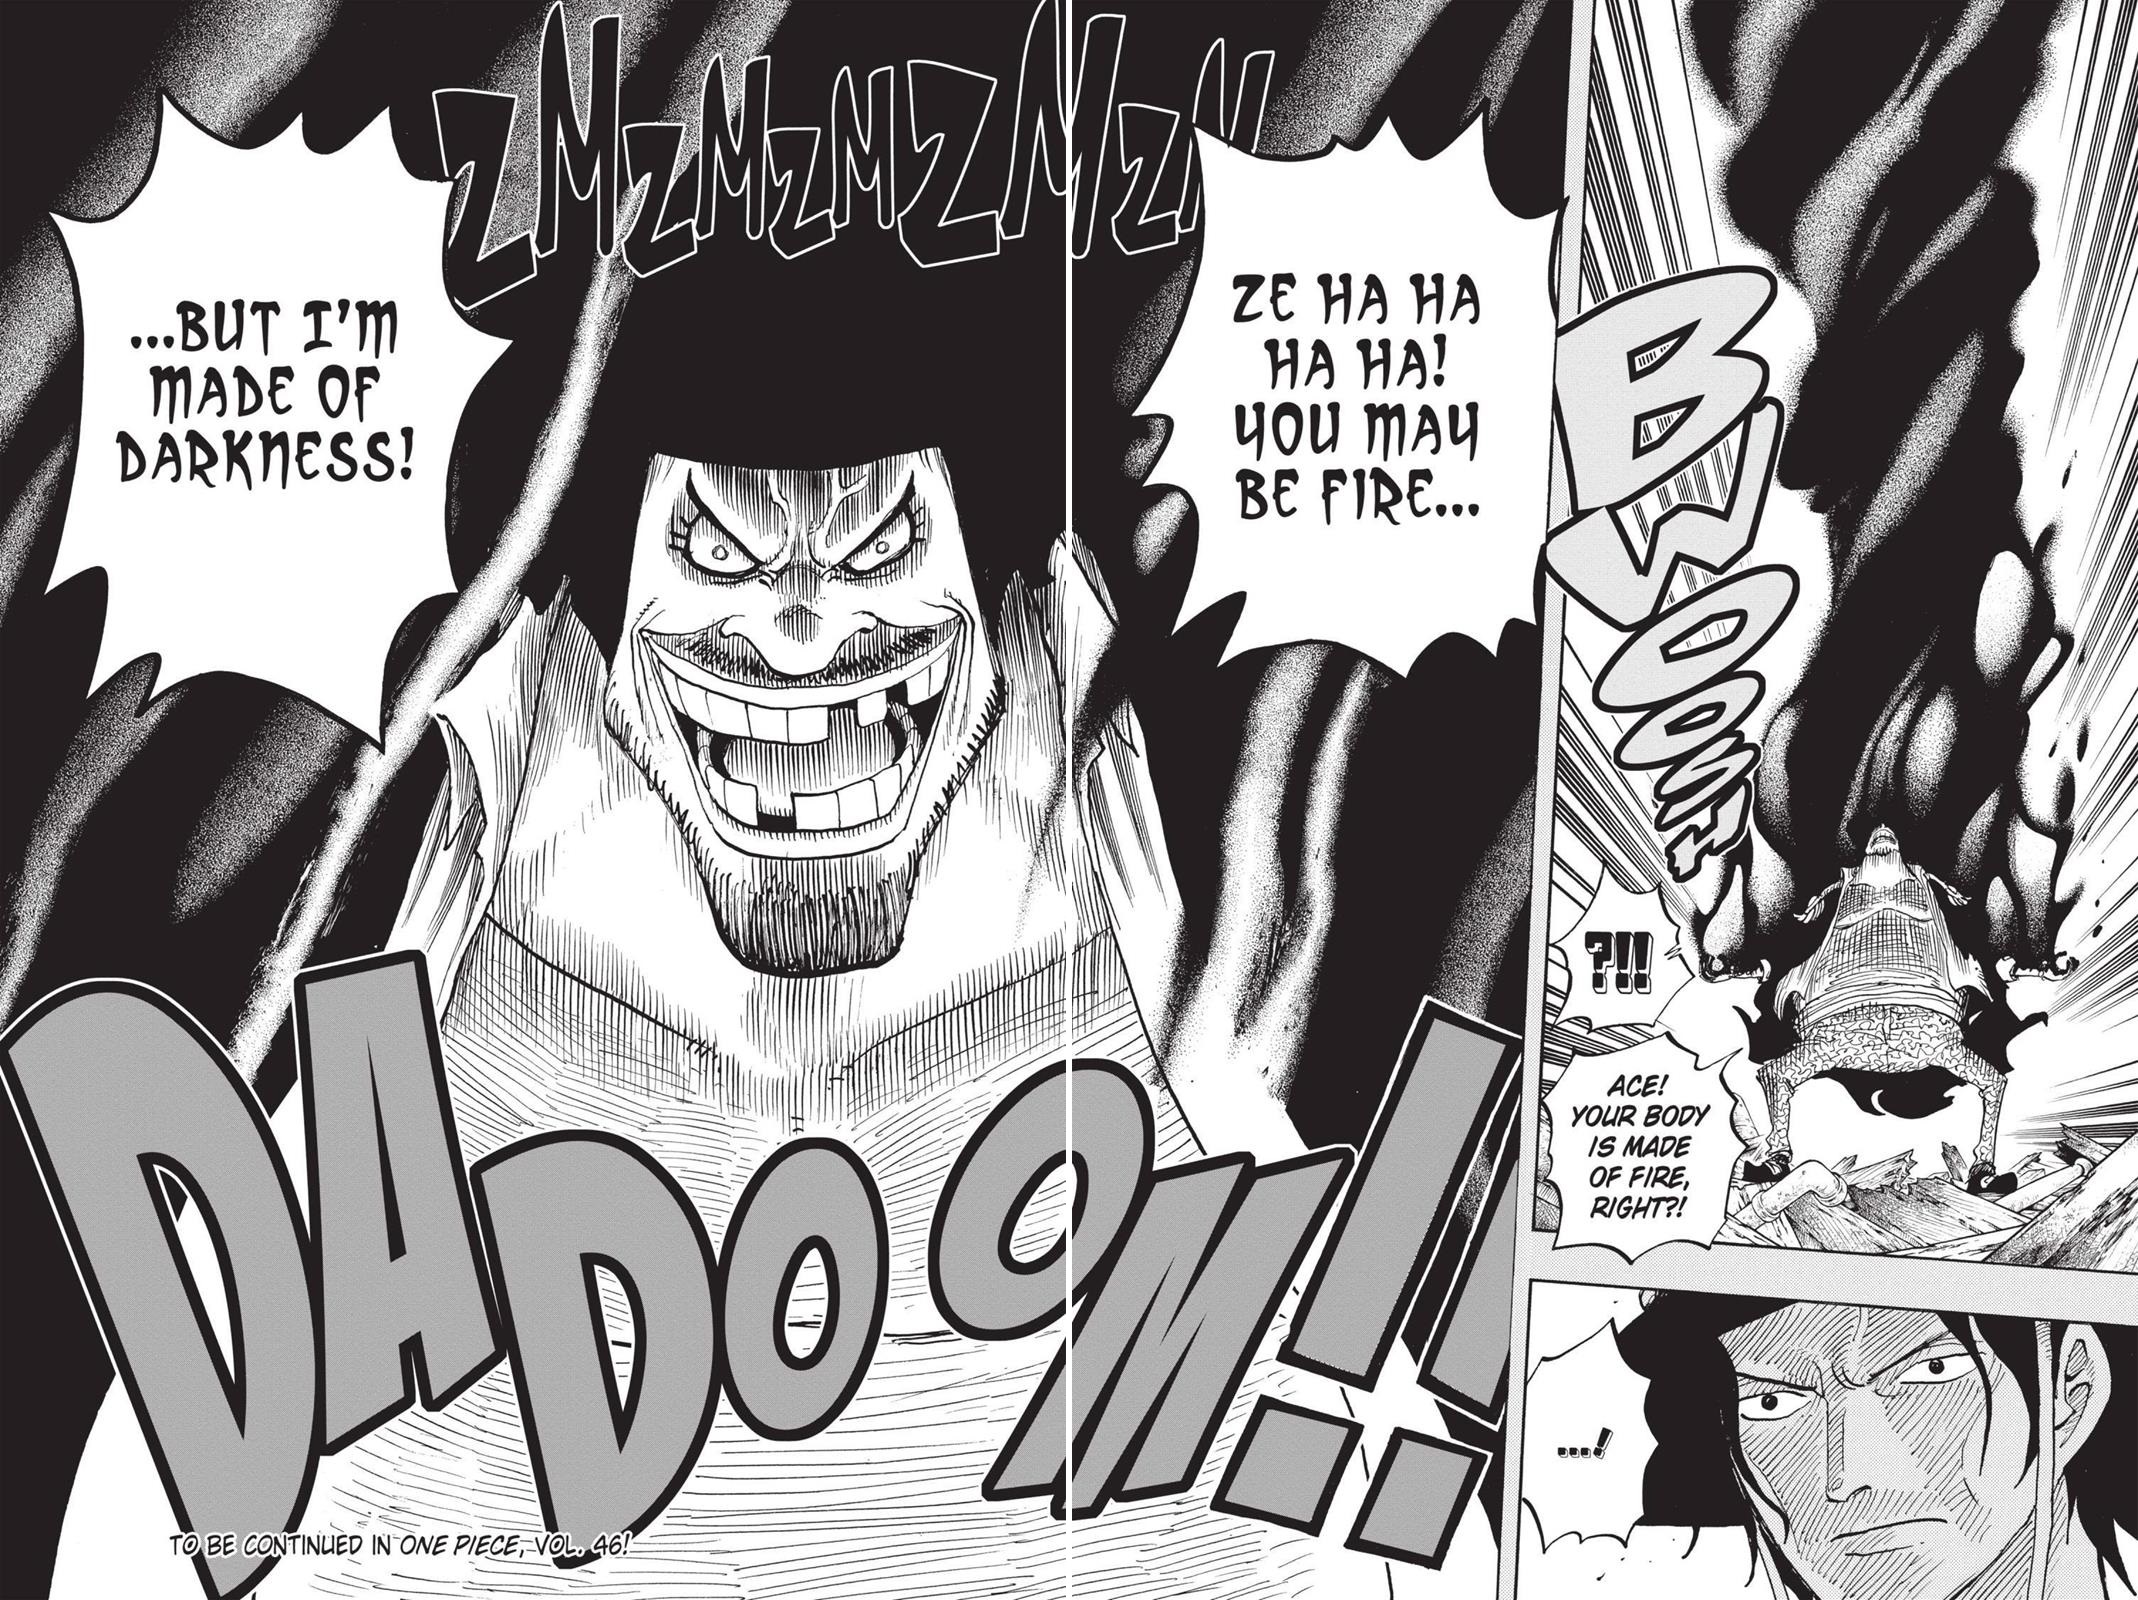 BWOOSH
?!!
ACE!
YOUR BODY
IS MADE
OF FIRE,
RIGHT?!
...!
ZE HA HA
HA HA!
YOU MAY
BE FIRE...
ZMZMZMZMZM
...BUT I'M
MADE OF
DARKNESS!
DADOOM!!
TO BE CONTINUED IN ONE PIECE, VOL. 46!